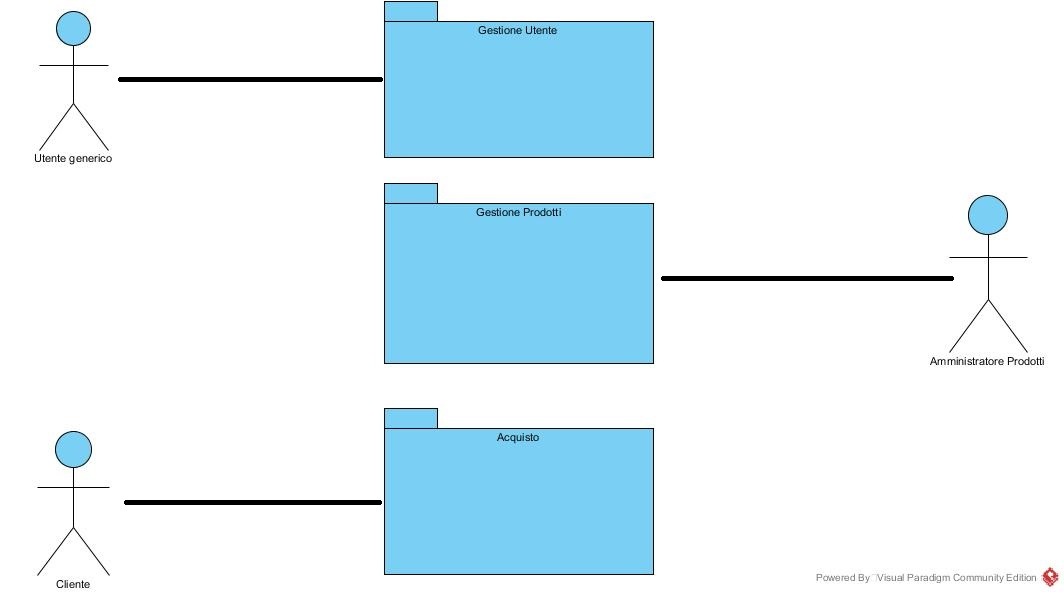 Gestione Utente
Utente generico
Gestione Prodotti
Amministratore Prodotti
Acquisto
Cliente
Powered By Visual Paradigm Community Edition